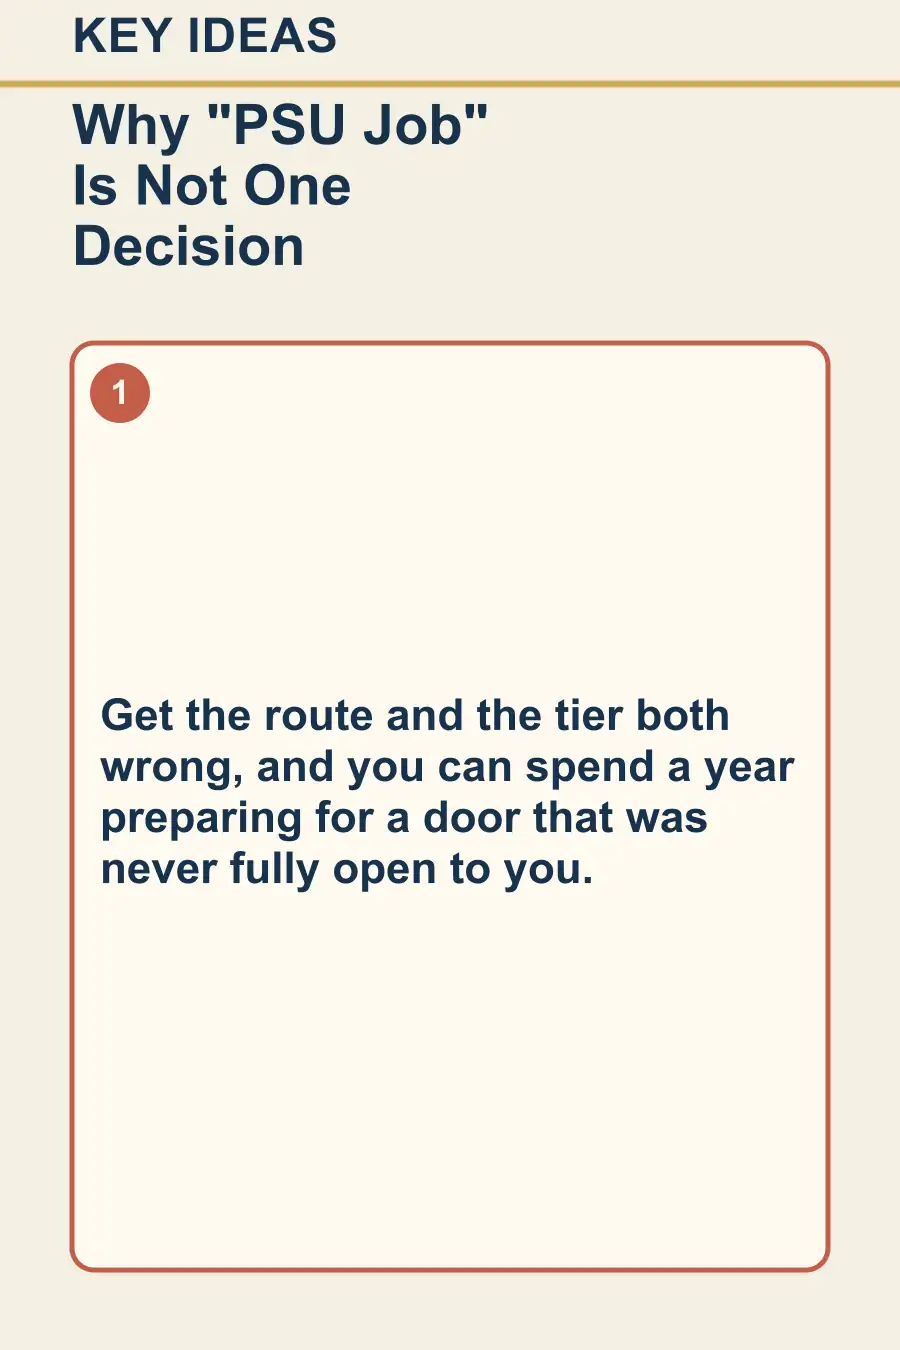 KEY IDEAS
Why "PSU Job"
Is Not One
Decision
1
Get the route and the tier both
wrong, and you can spend a year
preparing for a door that was
never fully open to you.